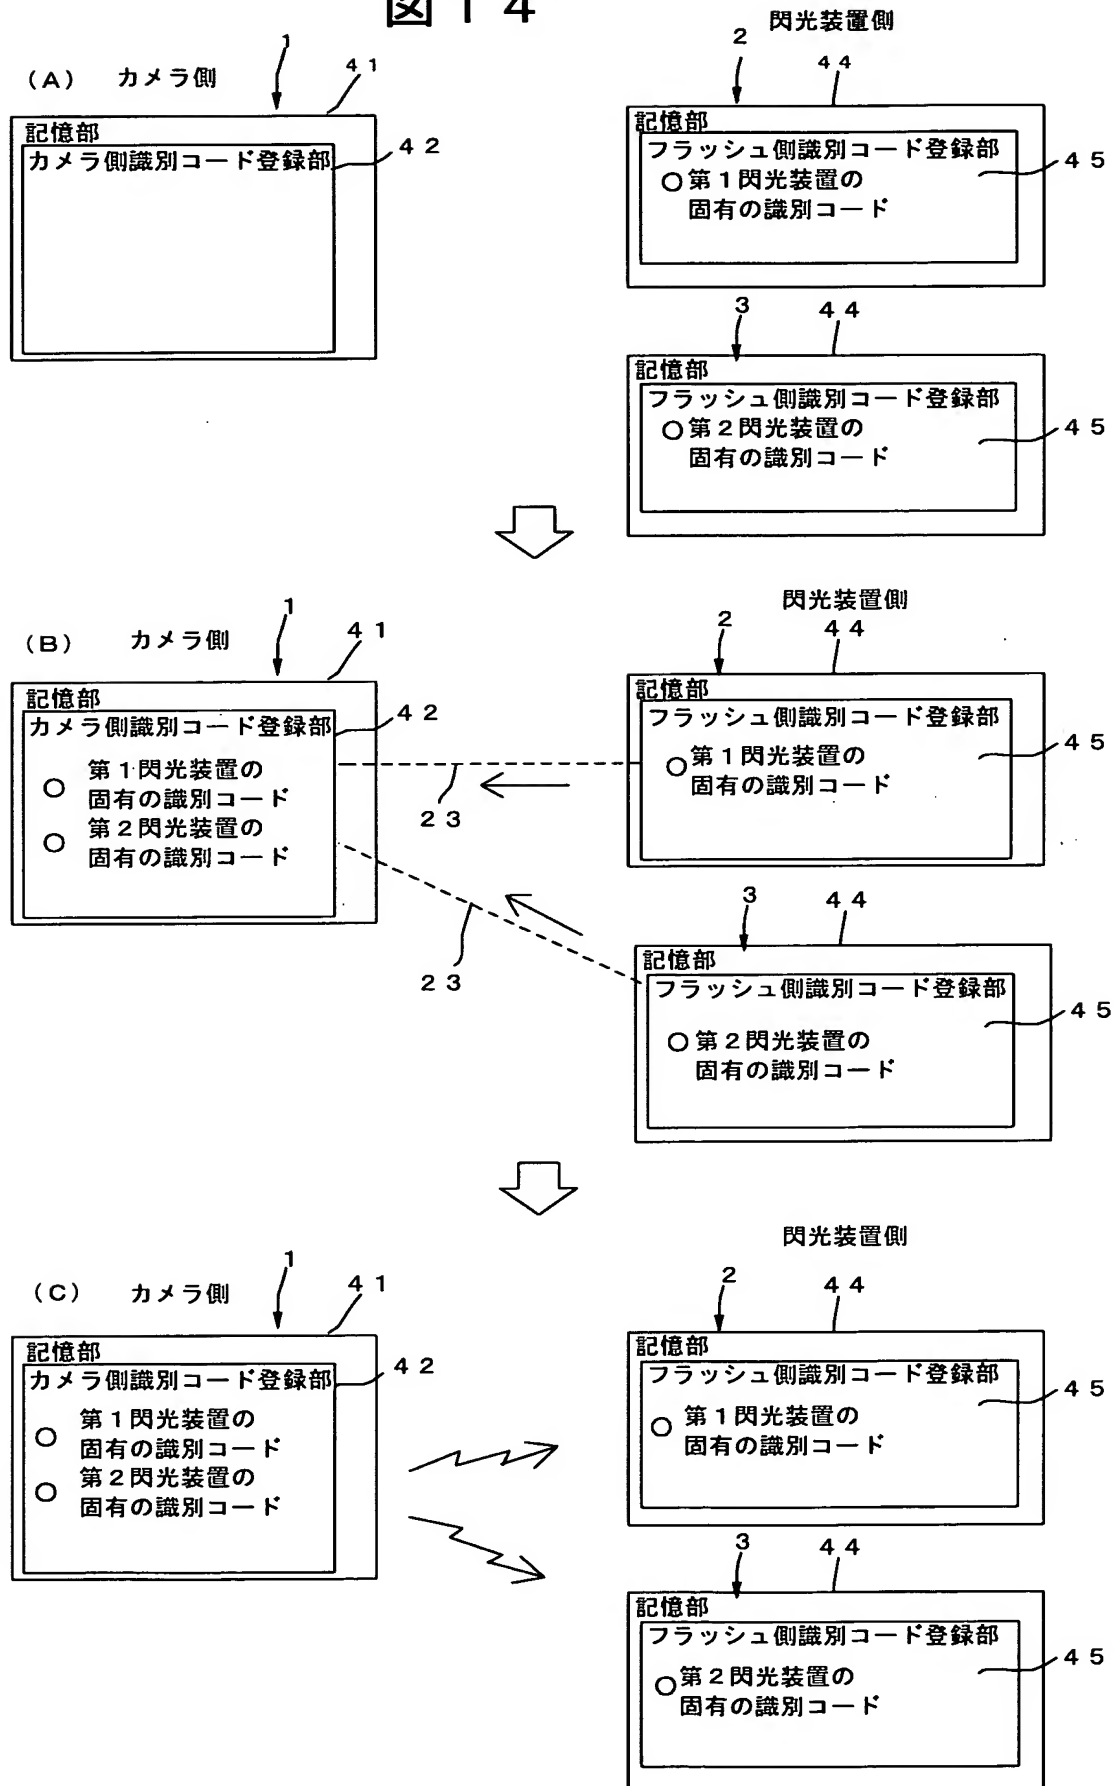 図１４
閃光装置側
（Ａ） カメラ側
1
４１
記憶部
カメラ側識別コード登録部
４２
2
４４
記憶部
フラッシュ側識別コード登録部
○第１閃光装置の
固有の識別コード
４５
3
４４
記憶部
フラッシュ側識別コード登録部
○第２閃光装置の
固有の識別コード
４５
閃光装置側
（Ｂ） カメラ側
1
４１
記憶部
カメラ側識別コード登録部
４２
○ 第１閃光装置の
固有の識別コード
○ 第２閃光装置の
固有の識別コード
２３
２３
2
４４
記憶部
フラッシュ側識別コード登録部
○第１閃光装置の
固有の識別コード
４５
3
４４
記憶部
フラッシュ側識別コード登録部
○第２閃光装置の
固有の識別コード
４５
閃光装置側
（Ｃ） カメラ側
1
４１
記憶部
カメラ側識別コード登録部
４２
○ 第１閃光装置の
固有の識別コード
○ 第２閃光装置の
固有の識別コード
2
４４
記憶部
フラッシュ側識別コード登録部
○ 第１閃光装置の
固有の識別コード
４５
3
４４
記憶部
フラッシュ側識別コード登録部
○第２閃光装置の
固有の識別コード
４５